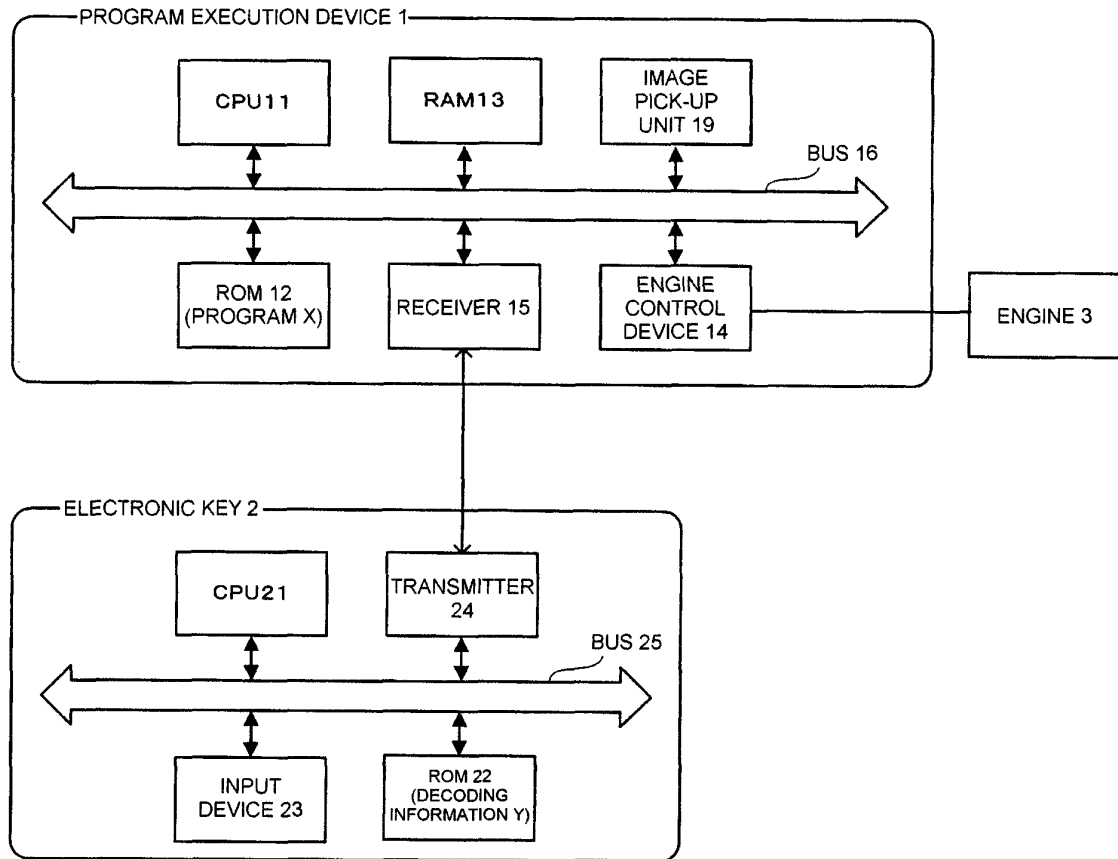 PROGRAM EXECUTION DEVICE 1
CPU11
RAM13
IMAGE
PICK-UP
UNIT 19
BUS 16
ROM 12
(PROGRAM X)
RECEIVER 15
ENGINE
CONTROL
DEVICE 14
ENGINE 3
ELECTRONIC KEY 2
CPU21
TRANSMITTER
24
BUS 25
INPUT
DEVICE 23
ROM 22
(DECODING
INFORMATION Y)